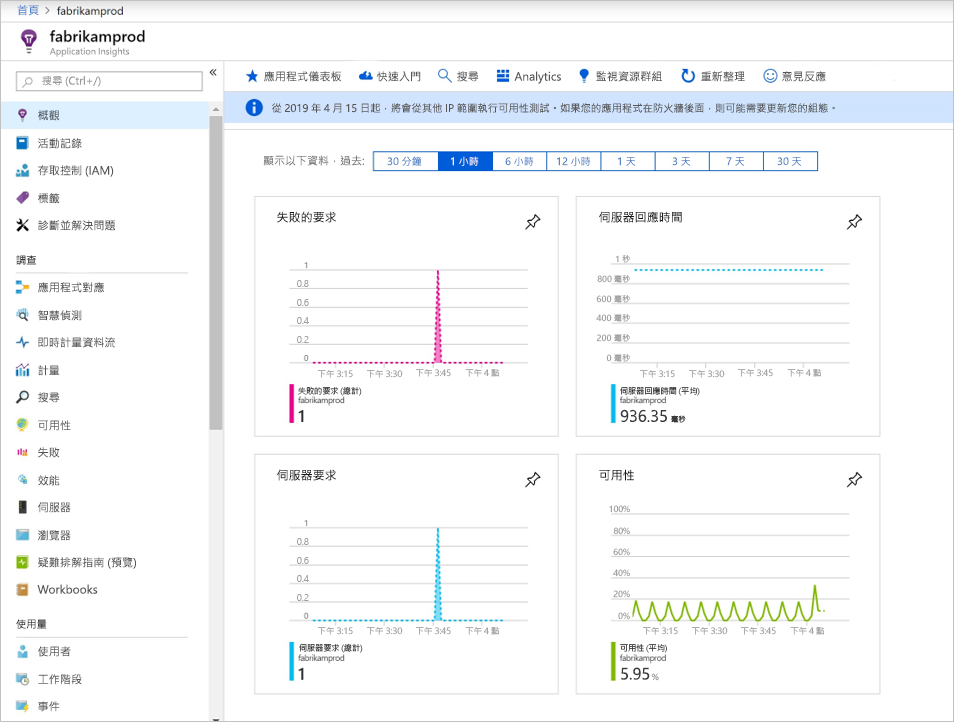 首頁 > fabrikamprod
fabrikamprod
Application Insights
搜尋 (Ctrl+/)
«
概觀
活動記錄
存取控制 (IAM)
標籤
診斷並解決問題
調查
應用程式對應
智慧偵測
即時計量資料流
計量
搜尋
可用性
失敗
效能
伺服器
瀏覽器
疑難排解指南 (預覽)
Workbooks
使用量
使用者
工作階段
事件
應用程式儀表板 快速入門 搜尋 Analytics 監視資源群組 重新整理 意見反應
從 2019 年 4 月 15 日起，將會從其他 IP 範圍執行可用性測試。如果您的應用程式在防火牆後面，則可能需要更新您的組態。
顯示以下資料，過去: 30 分鐘 1 小時 6 小時 12 小時 1 天 3 天 7 天 30 天
失敗的要求
1
0.8
0.6
0.4
0.2
0
下午 3:15 下午 3:30 下午 3:45 下午 4 點
失敗的要求 (總計)
fabrikamprod
1
伺服器回應時間
1 秒
800 毫秒
600 毫秒
400 毫秒
200 毫秒
0 毫秒
下午 3:15 下午 3:30 下午 3:45 下午 4 點
伺服器回應時間 (平均)
fabrikamprod
936.35 毫秒
伺服器要求
1
0.8
0.6
0.4
0.2
0
下午 3:15 下午 3:30 下午 3:45 下午 4 點
伺服器要求 (總計)
fabrikamprod
1
可用性
100%
80%
60%
40%
20%
0%
下午 3:15 下午 3:30 下午 3:45 下午 4 點
可用性 (平均)
fabrikamprod
5.95 %